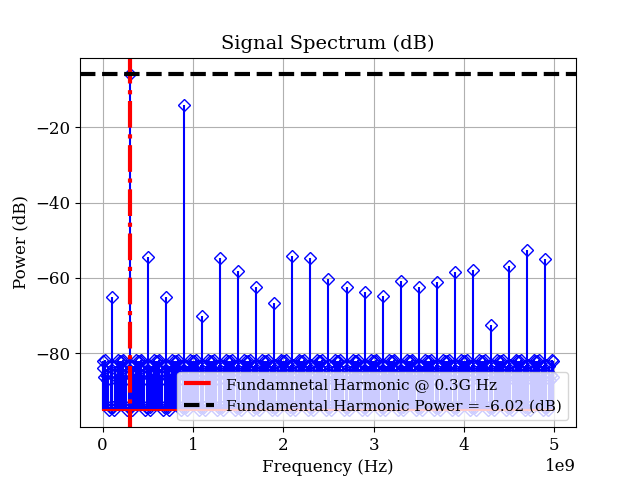 Signal Spectrum (dB)
Power (dB)
−20
−40
−60
−80
Fundamnetal Harmonic @ 0.3G Hz
Fundamental Harmonic Power = -6.02 (dB)
0
1
2
3
4
5
1e9
Frequency (Hz)